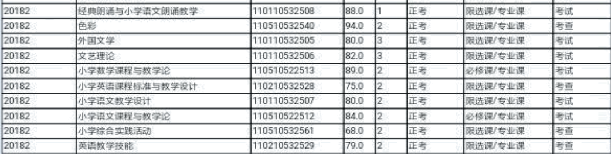 20182 经典朗诵与小学语文朗诵教学 110110532508 88.0 1 正考 限选课/专业课 考试
20182 色彩 110510532540 94.0 2 正考 限选课/专业课 考查
20182 外国文学 110110532505 80.0 3 正考 限选课/专业课 考试
20182 文艺理论 110110532506 82.0 3 正考 限选课/专业课 考试
20182 小学数学课程与教学论 110510522513 89.0 2 正考 必修课/专业课 考试
20182 小学英语课程标准与教学设计 110210532528 75.0 2 正考 限选课/专业课 考查
20182 小学语文教学设计 110110532507 80.0 2 正考 限选课/专业课 考试
20182 小学语文课程与教学论 110510522512 84.0 2 正考 必修课/专业课 考试
20182 小学综合实践活动 110510532561 68.0 2 正考 限选课/专业课 考查
20182 英语教学技能 110210532529 79.0 2 正考 限选课/专业课 考查